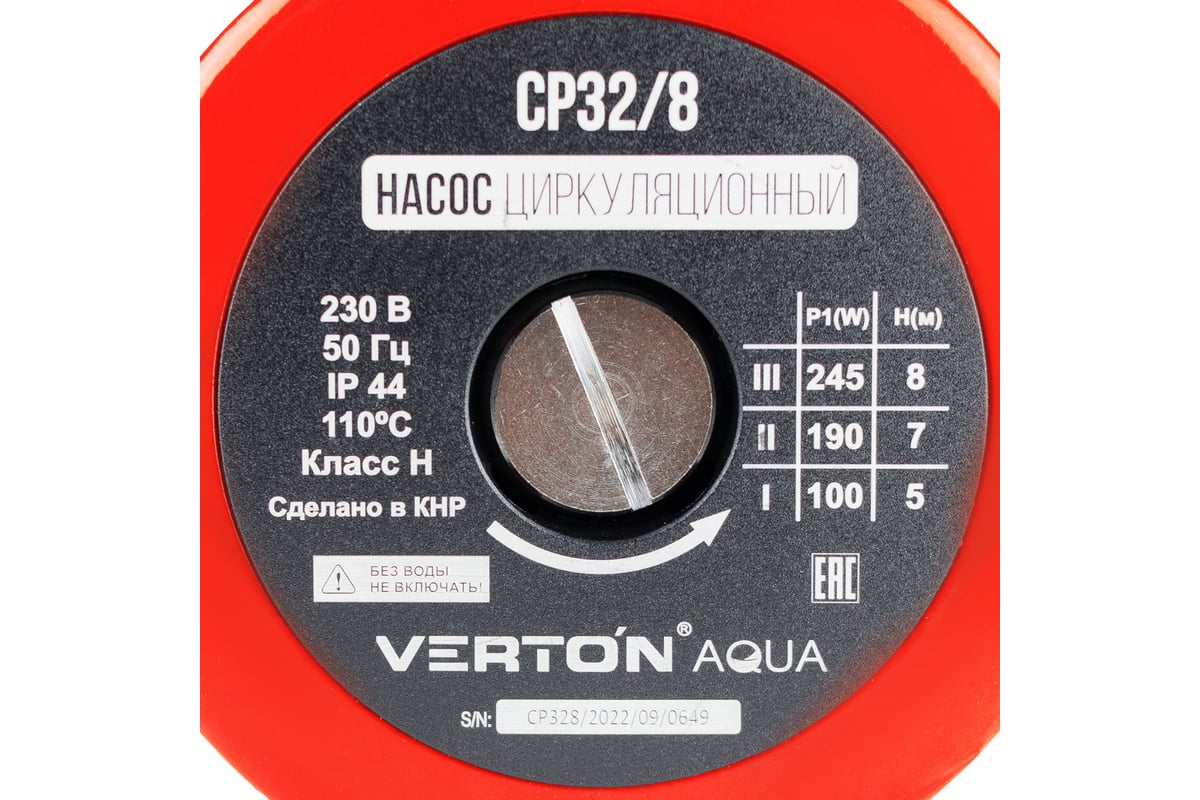 CP32/8
НАСОС ЦИРКУЛЯЦИОННЫЙ
230 В
50 Гц
IP 44
110ºC
Класс Н
Сделано в КНР
P1(W) Н(м)
III 245 8
II 190 7
I 100 5
БЕЗ ВОДЫ
НЕ ВКЛЮЧАТЬ!
EAC
VERTON® AQUA
S/N: CP328/2022/09/0649